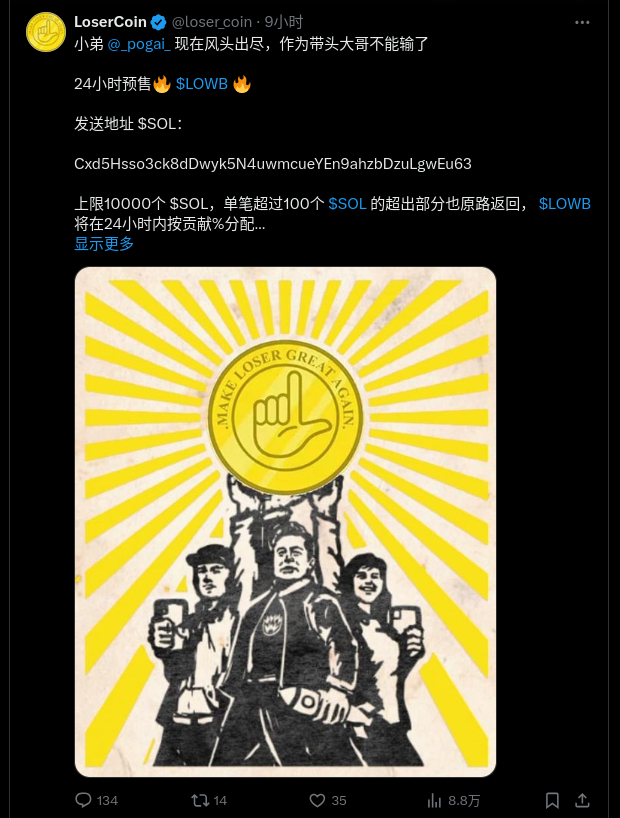 LoserCoin @loser_coin · 9小时
小弟 @_pogai_ 现在风头出尽，作为带头大哥不能输了
24小时预售🔥 $LOWB 🔥
发送地址 $SOL：
Cxd5Hsso3ck8dDwyk5N4uwmcueYEn9ahzbDzuLgwEu63
上限10000个 $SOL，单笔超过100个 $SOL 的超出部分也原路返回， $LOWB
将在24小时内按贡献%分配...
显示更多
.MAKE LOSER GREAT AGAIN.
134 14 35 8.8万